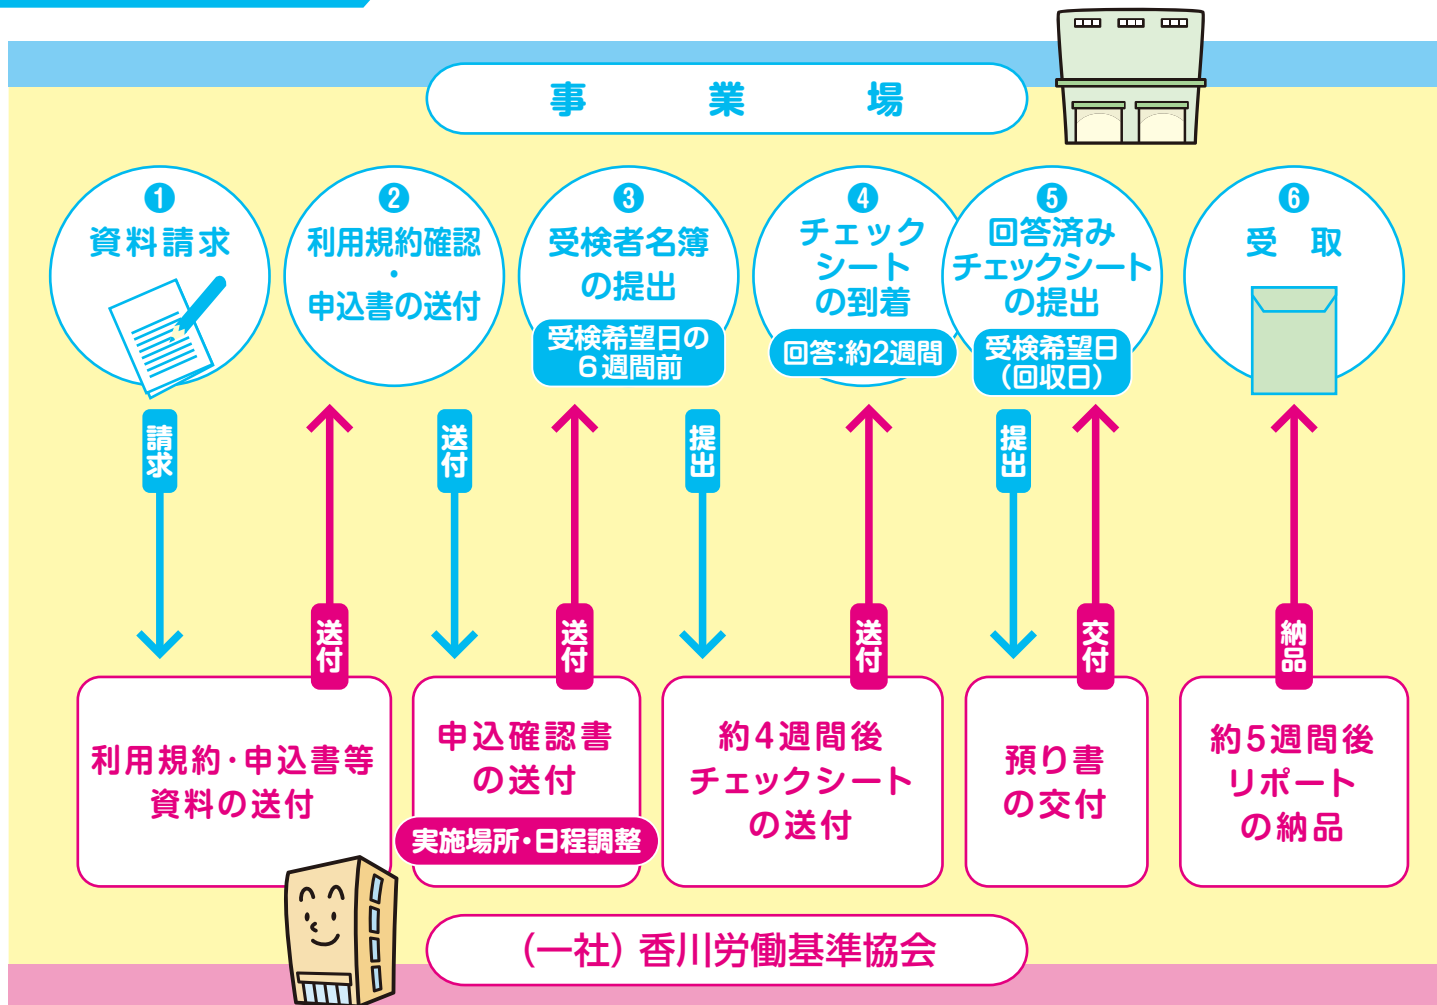 事 業 場
❶
資料請求
❷
利用規約確認
・
申込書の送付
❸
受検者名簿
の提出
受検希望日の
6週間前
❹
チェック
シート
の到着
回答:約2週間
❺
回答済み
チェックシート
の提出
受検希望日
(回収日)
❻
受 取
請求
送付
送付
送付
提出
送付
提出
交付
納品
利用規約・申込書等
資料の送付
申込確認書
の送付
実施場所・日程調整
約4週間後
チェックシート
の送付
預り書
の交付
約5週間後
リポート
の納品
(一社)香川労働基準協会